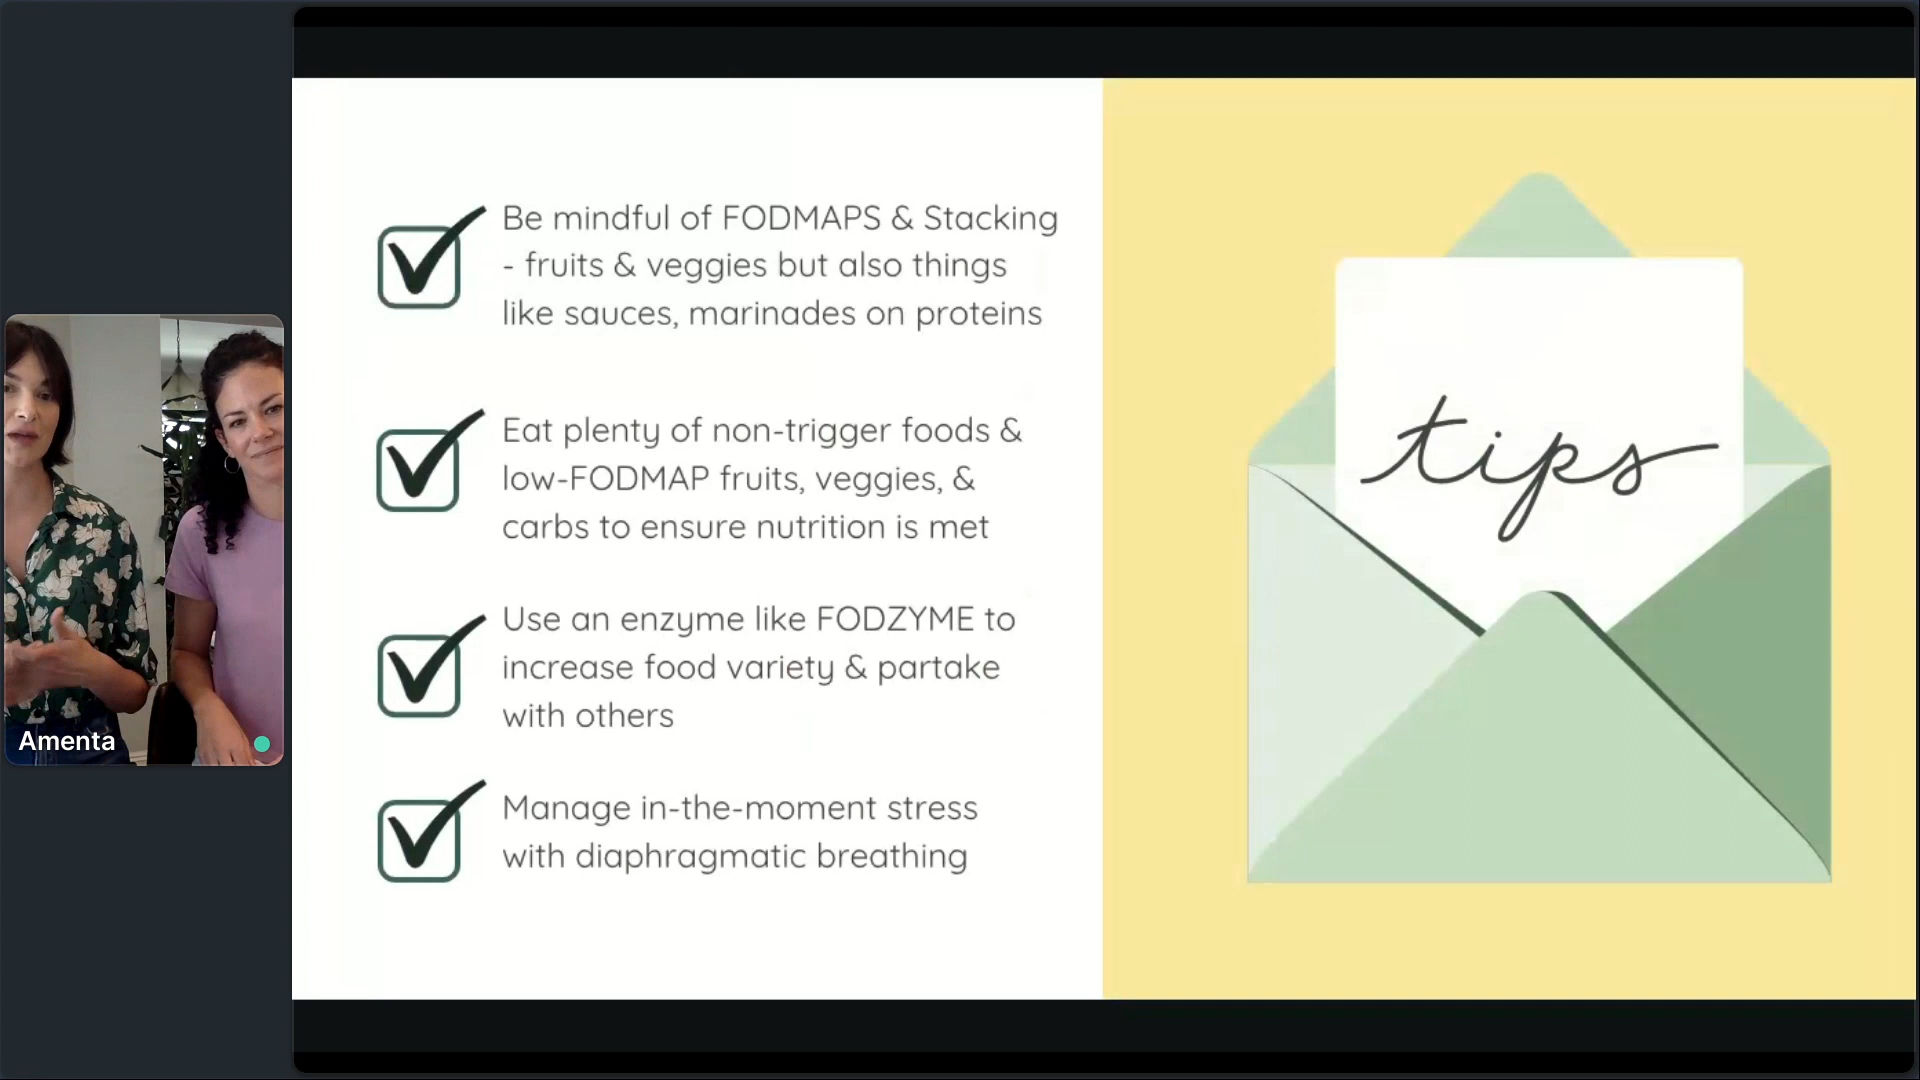 Be mindful of FODMAPS & Stacking
- fruits & veggies but also things
like sauces, marinades on proteins
Eat plenty of non-trigger foods &
low-FODMAP fruits, veggies, &
carbs to ensure nutrition is met
Use an enzyme like FODZYME to
increase food variety & partake
with others
Manage in-the-moment stress
with diaphragmatic breathing
tips
Amenta